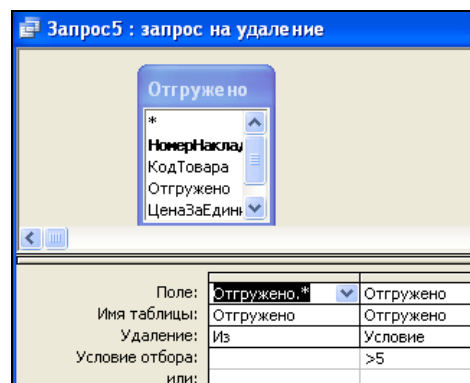 Запрос5 : запрос на удаление
Отгружено
*
НомерНаклад
КодТовара
Отгружено
ЦенаЗаЕдини
Поле: Отгружено.* Отгружено
Имя таблицы: Отгружено Отгружено
Удаление: Из Условие
Условие отбора: >5
или: